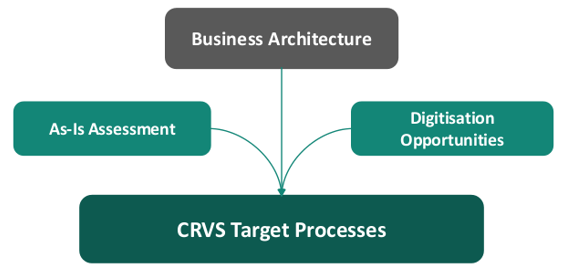 Business Architecture
As-Is Assessment
Digitisation
Opportunities
CRVS Target Processes